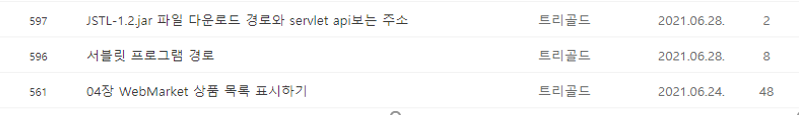 597 JSTL-1.2.jar 파일 다운로드 경로와 servlet api보는 주소 트리골드 2021.06.28. 2
596 서블릿 프로그램 경로 트리골드 2021.06.28. 8
561 04장 WebMarket 상품 목록 표시하기 트리골드 2021.06.24. 48